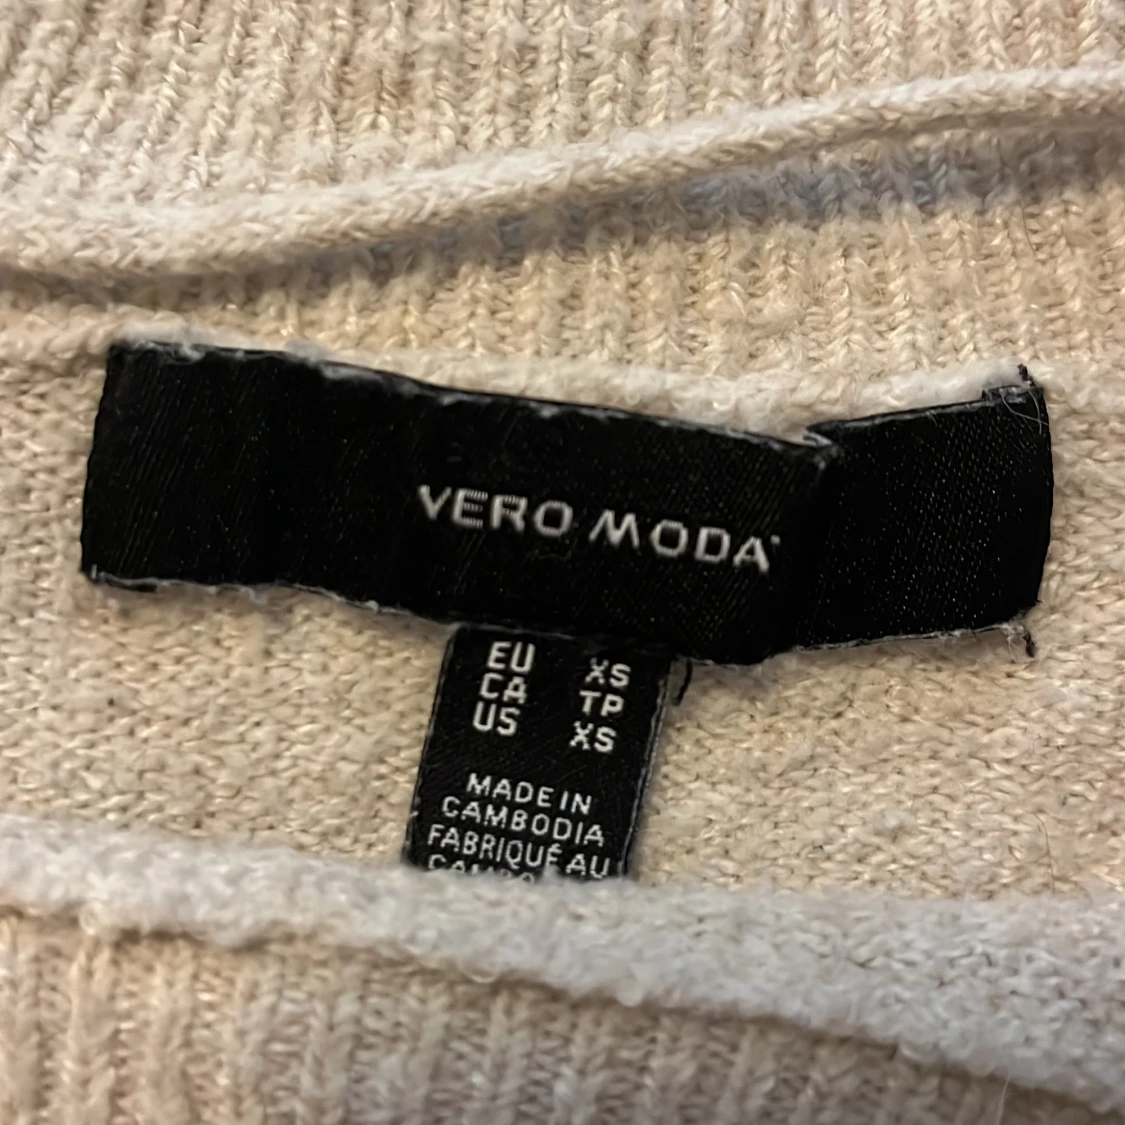 VERO MODA
EU XS
CA TP
US XS
MADE IN
CAMBODIA
FABRIQUÉ AU